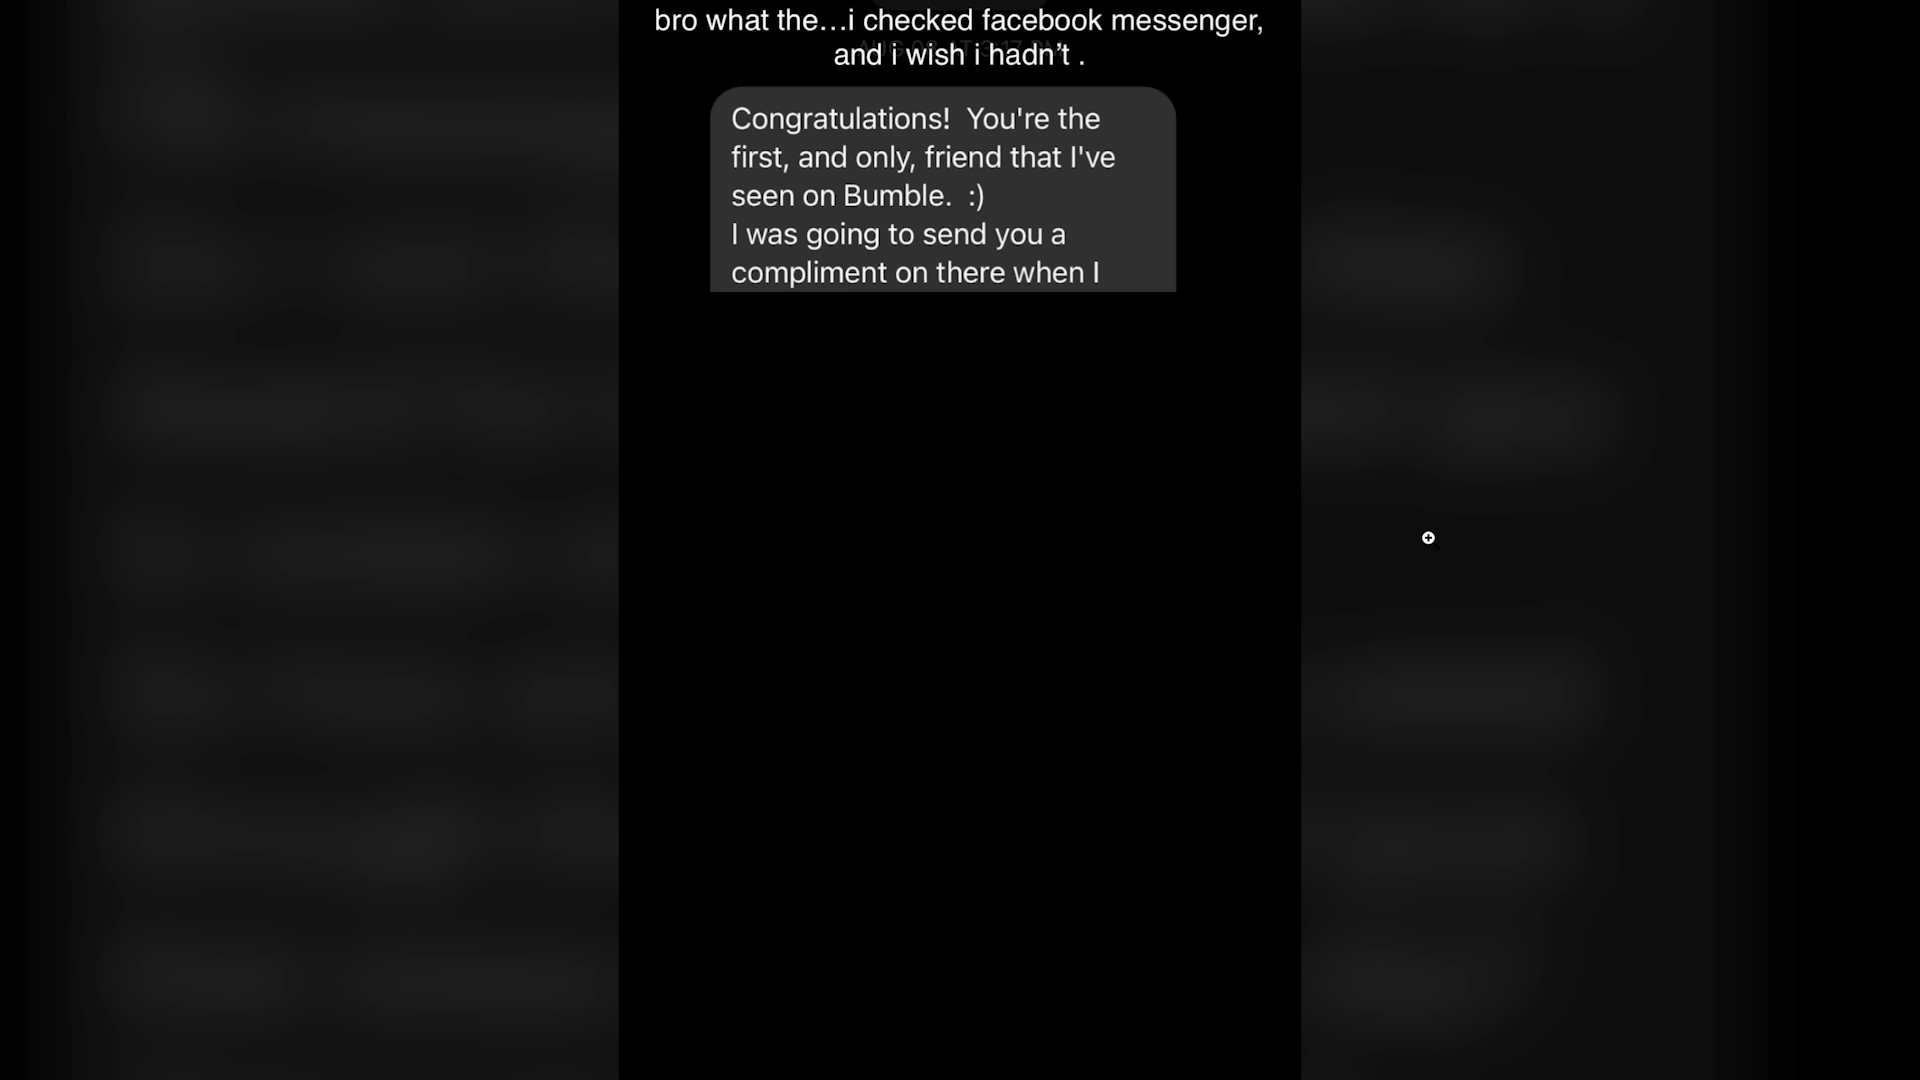 bro what the…i checked facebook messenger,
and i wish i hadn’t .
Congratulations!  You're the
first, and only, friend that I've
seen on Bumble.  :)
I was going to send you a
compliment on there when I